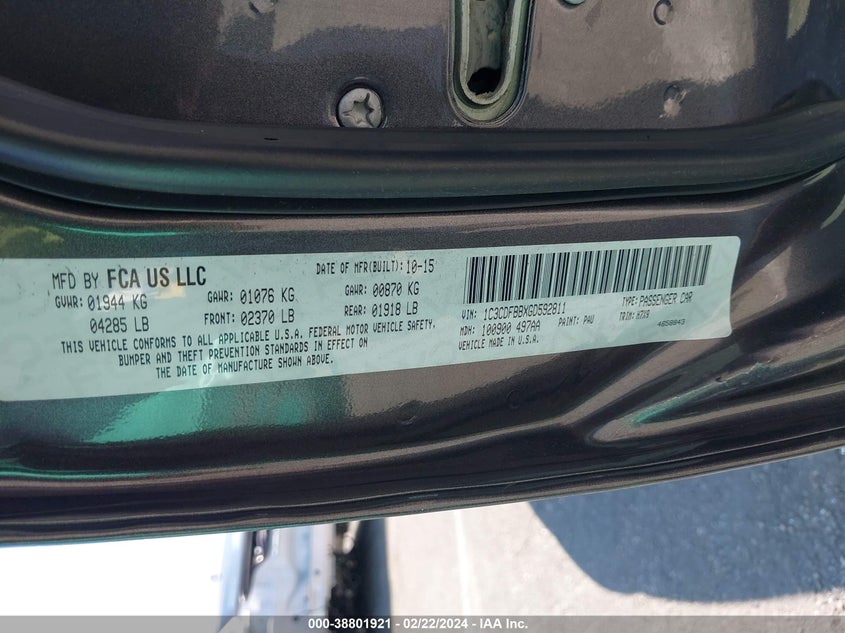 MFD BY FCA US LLC DATE OF MFR(BUILT): 10-15
GVWR: 01944 KG GAWR: 01076 KG GAWR: 00870 KG
04285 LB FRONT: 02370 LB REAR: 01918 LB
THIS VEHICLE CONFORMS TO ALL APPLICABLE U.S.A. FEDERAL MOTOR VEHICLE SAFETY,
BUMPER AND THEFT PREVENTION STANDARDS IN EFFECT ON
THE DATE OF MANUFACTURE SHOWN ABOVE.
VIN: 1C3CDFBBXGD592811 TYPE: PASSENGER CAR
MDH: 100900 497AA PAINT: PAU TRIM:
VEHICLE MADE IN U.S.A.
000-38801921 - 02/22/2024 - IAA Inc.